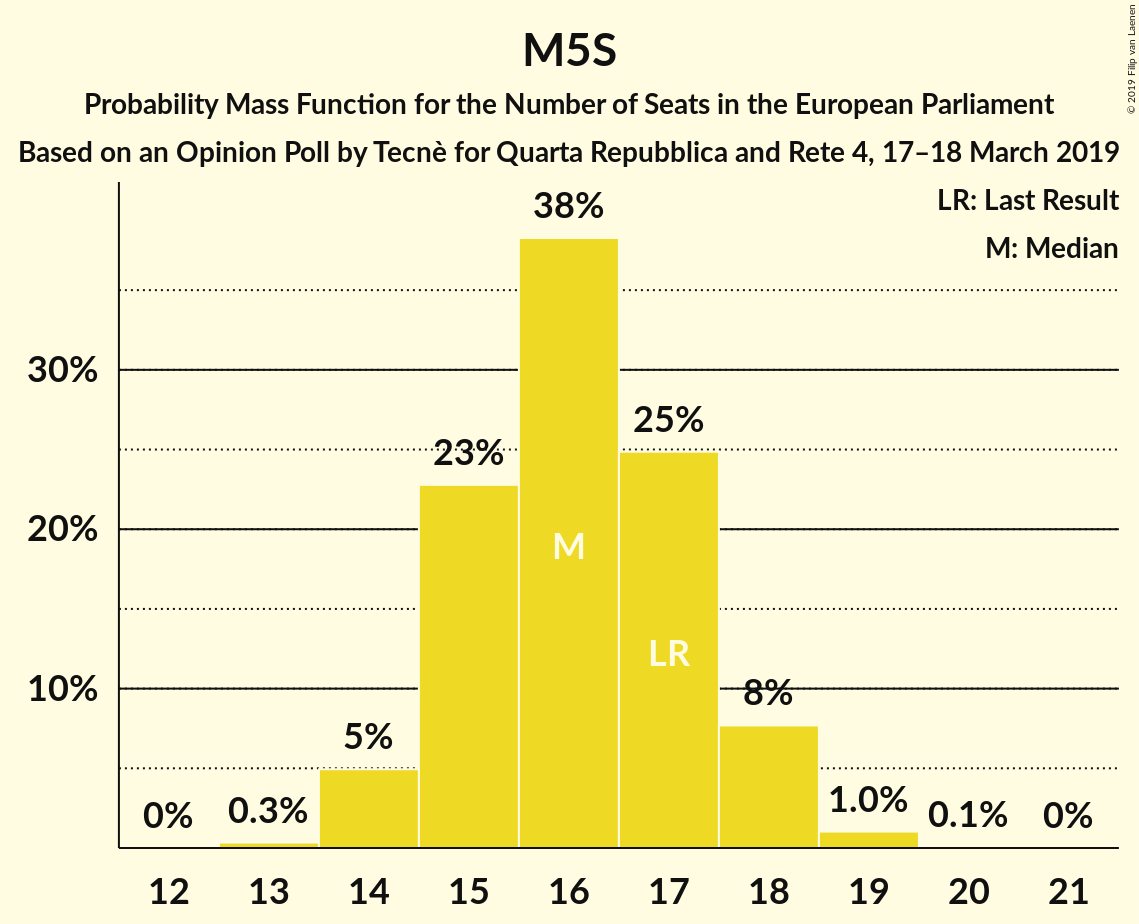 M5S
Probability Mass Function for the Number of Seats in the European Parliament
Based on an Opinion Poll by Tecnè for Quarta Repubblica and Rete 4, 17–18 March 2019
© 2019 Filip van Laenen
LR: Last Result
M: Median
38%
30%
25%
23%
20%
M
LR
10%
8%
5%
0%
0.3%
1.0%
0.1%
0%
12 13 14 15 16 17 18 19 20 21